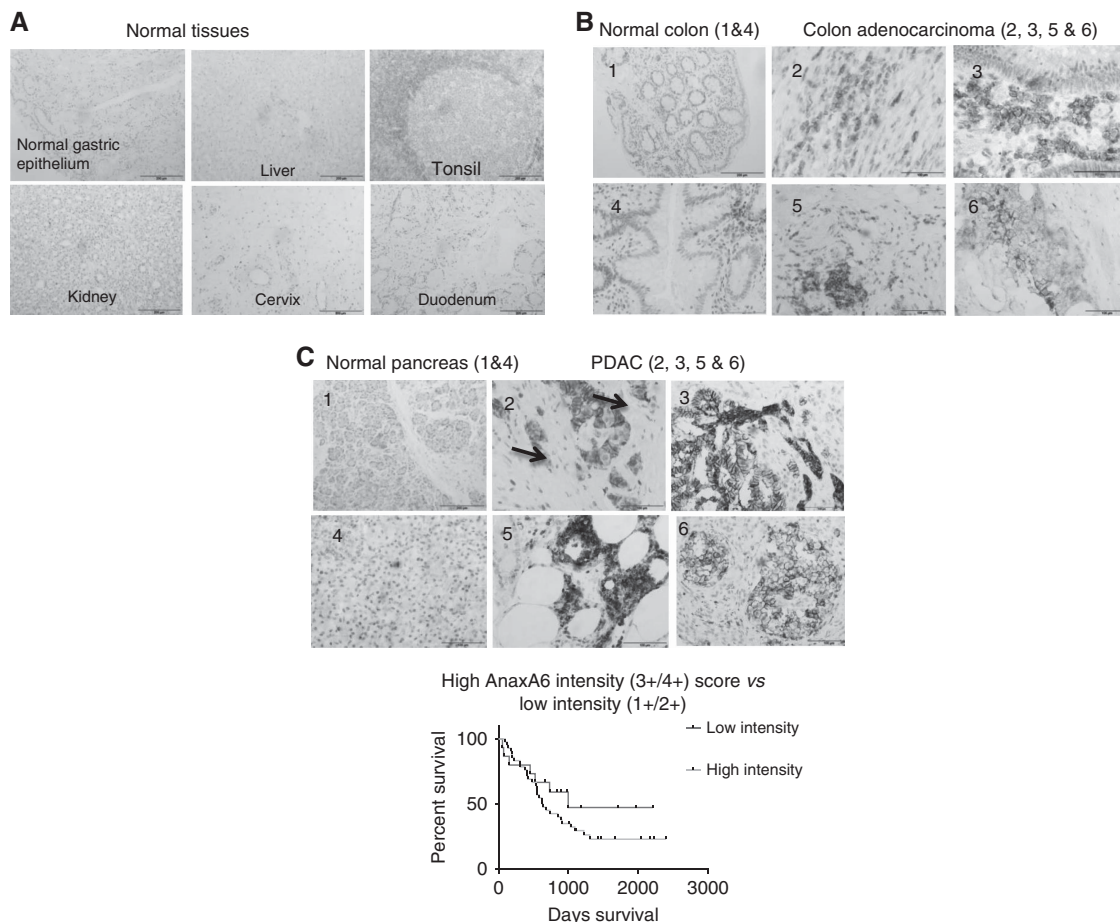 A
Normal tissues
Normal gastric
epithelium
Liver
Tonsil
Kidney
Cervix
Duodenum
B
Normal colon (1&4)
Colon adenocarcinoma (2, 3, 5 & 6)
1
2
3
4
5
6
C
Normal pancreas (1&4)
PDAC (2, 3, 5 & 6)
1
2
3
4
5
6
High AnaxA6 intensity (3+/4+) score vs
low intensity (1+/2+)
Low intensity
High intensity
Percent survival
100
50
0
0
1000
2000
3000
Days survival